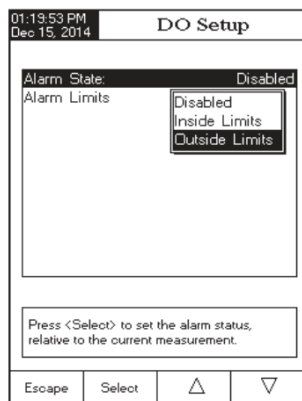 01:19:53 PM
Dec 15, 2014
DO Setup
Alarm State: Disabled
Alarm Limits
Disabled
Inside Limits
Outside Limits
Press <Select> to set the alarm status,
relative to the current measurement.
Escape Select △ ▽